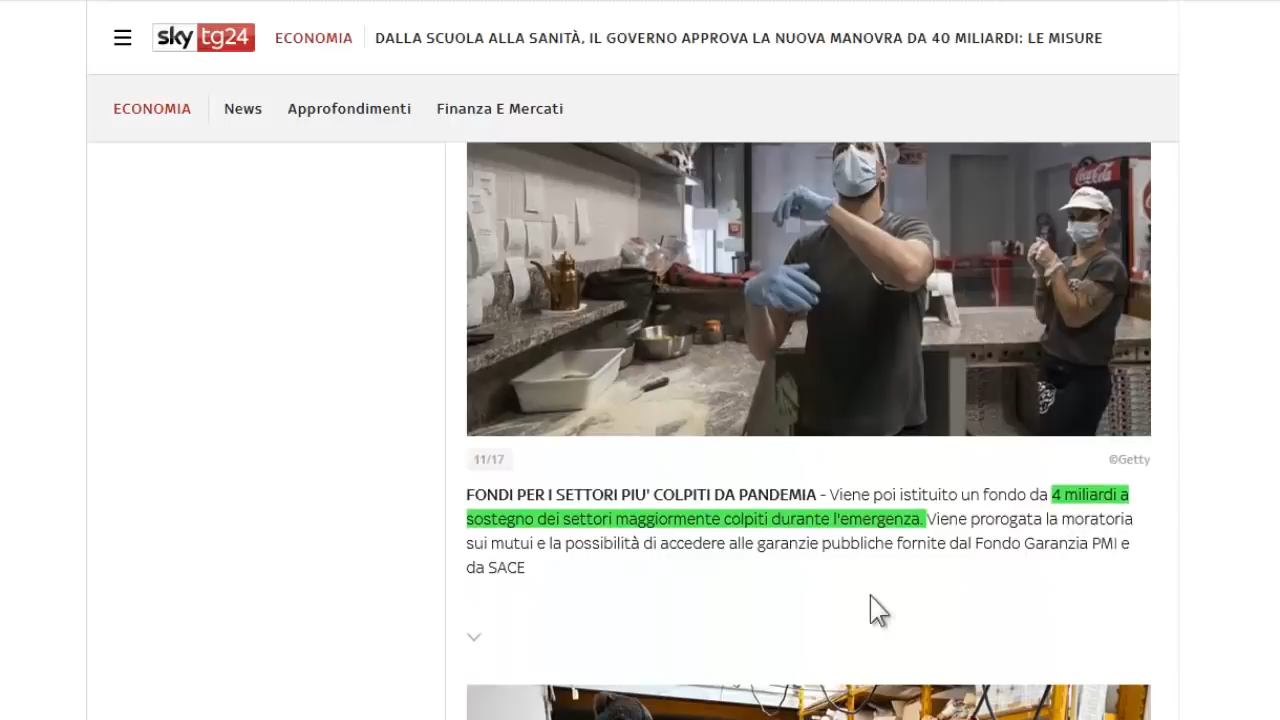 sky tg24 ECONOMIA DALLA SCUOLA ALLA SANITÀ, IL GOVERNO APPROVA LA NUOVA MANOVRA DA 40 MILIARDI: LE MISURE
ECONOMIA News Approfondimenti Finanza E Mercati
Coca-Cola
11/17 ©Getty
FONDI PER I SETTORI PIU' COLPITI DA PANDEMIA - Viene poi istituito un fondo da 4 miliardi a
sostegno dei settori maggiormente colpiti durante l'emergenza. Viene prorogata la moratoria
sui mutui e la possibilità di accedere alle garanzie pubbliche fornite dal Fondo Garanzia PMI e
da SACE